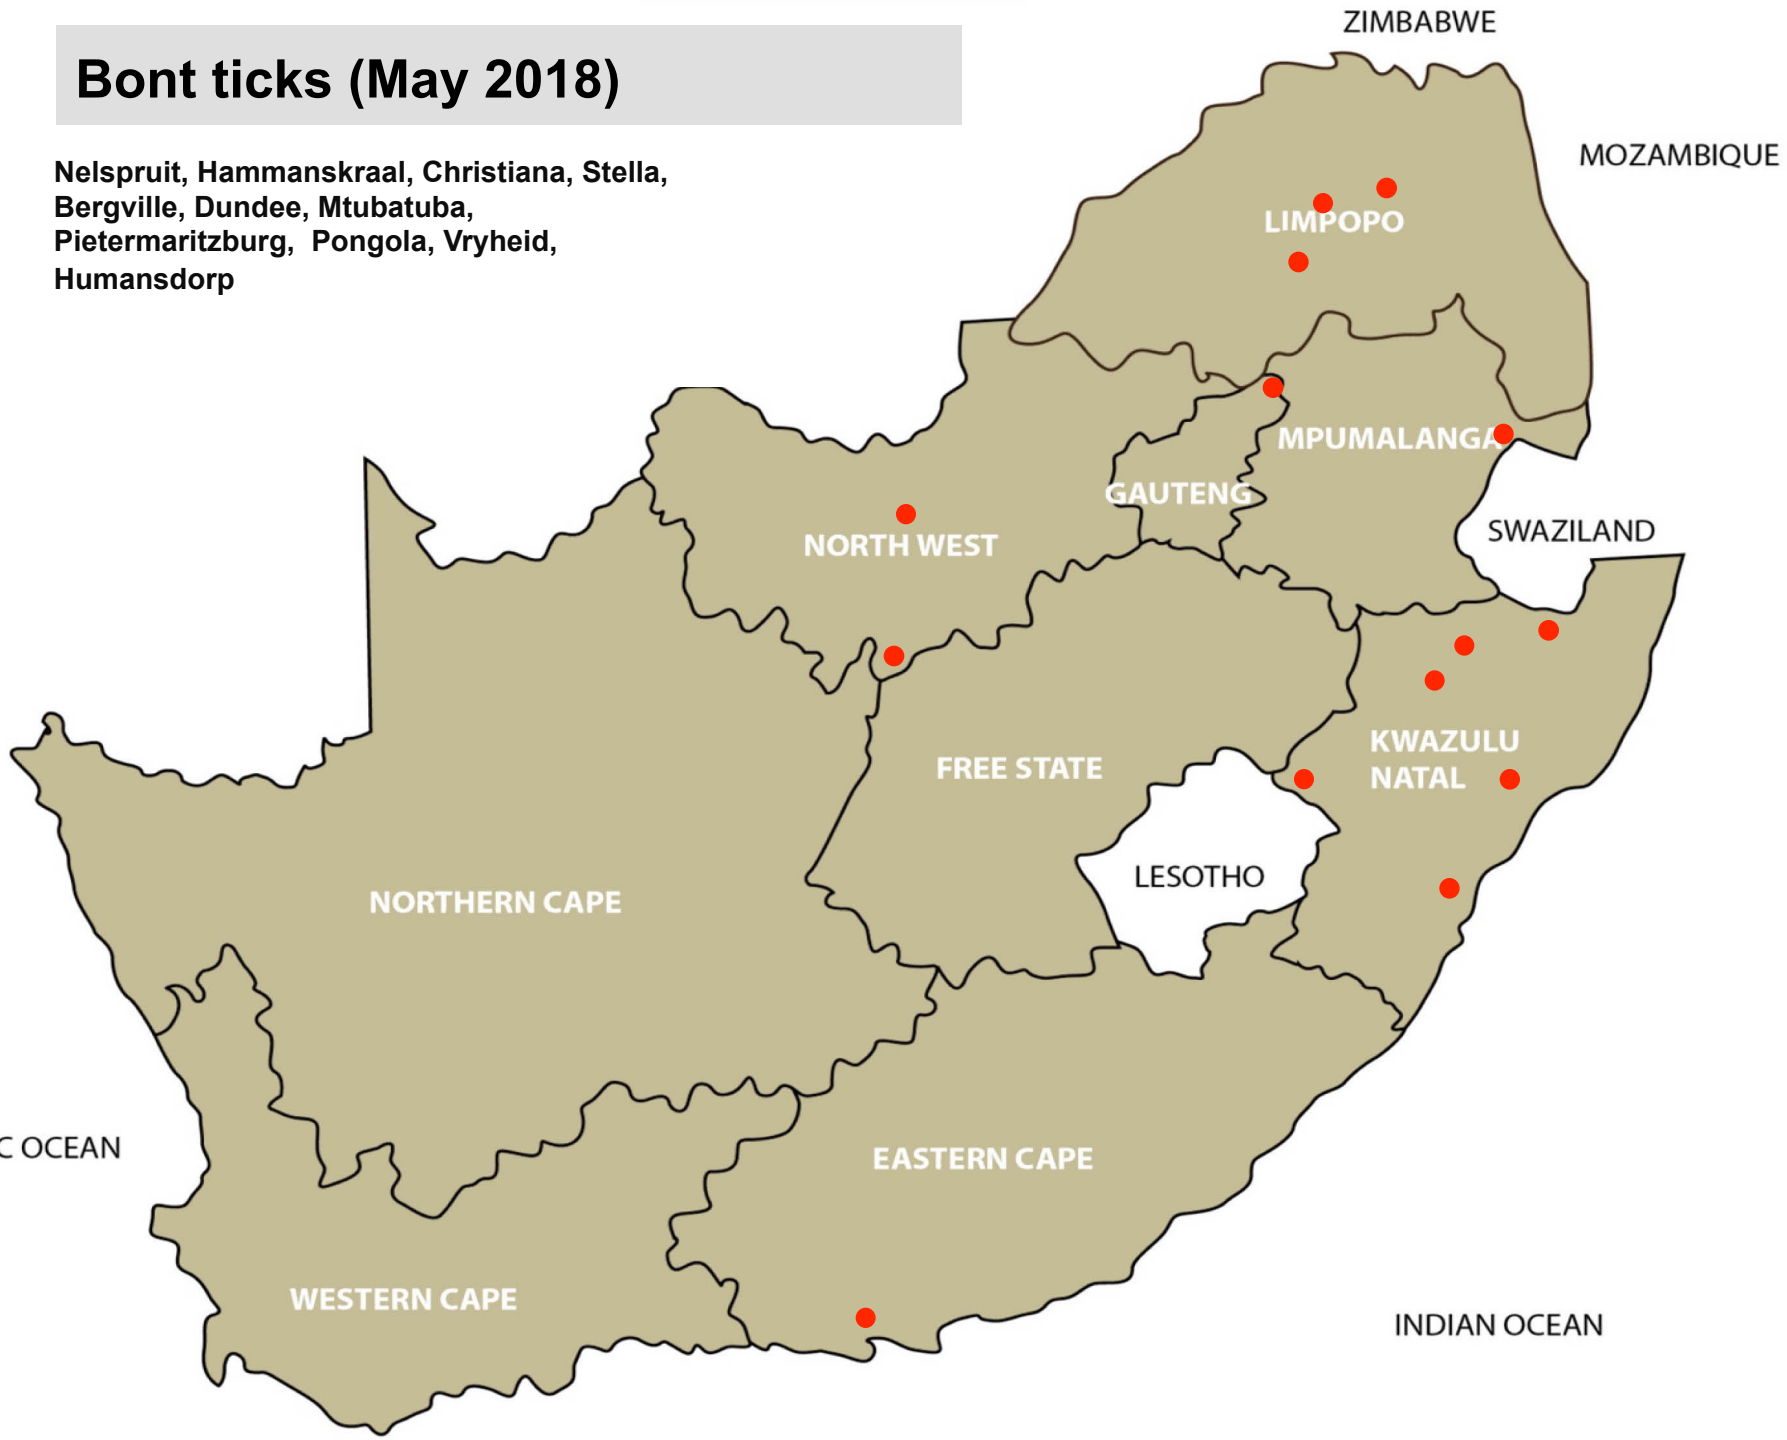 ZIMBABWE
Bont ticks (May 2018)
MOZAMBIQUE
Nelspruit, Hammanskraal, Christiana, Stella,
Bergville, Dundee, Mtubatuba,
Pietermaritzburg, Pongola, Vryheid,
Humansdorp
LIMPOPO
MPUMALANGA
GAUTENG
SWAZILAND
NORTH WEST
KWAZULU
NATAL
FREE STATE
LESOTHO
NORTHERN CAPE
C OCEAN
EASTERN CAPE
WESTERN CAPE
INDIAN OCEAN